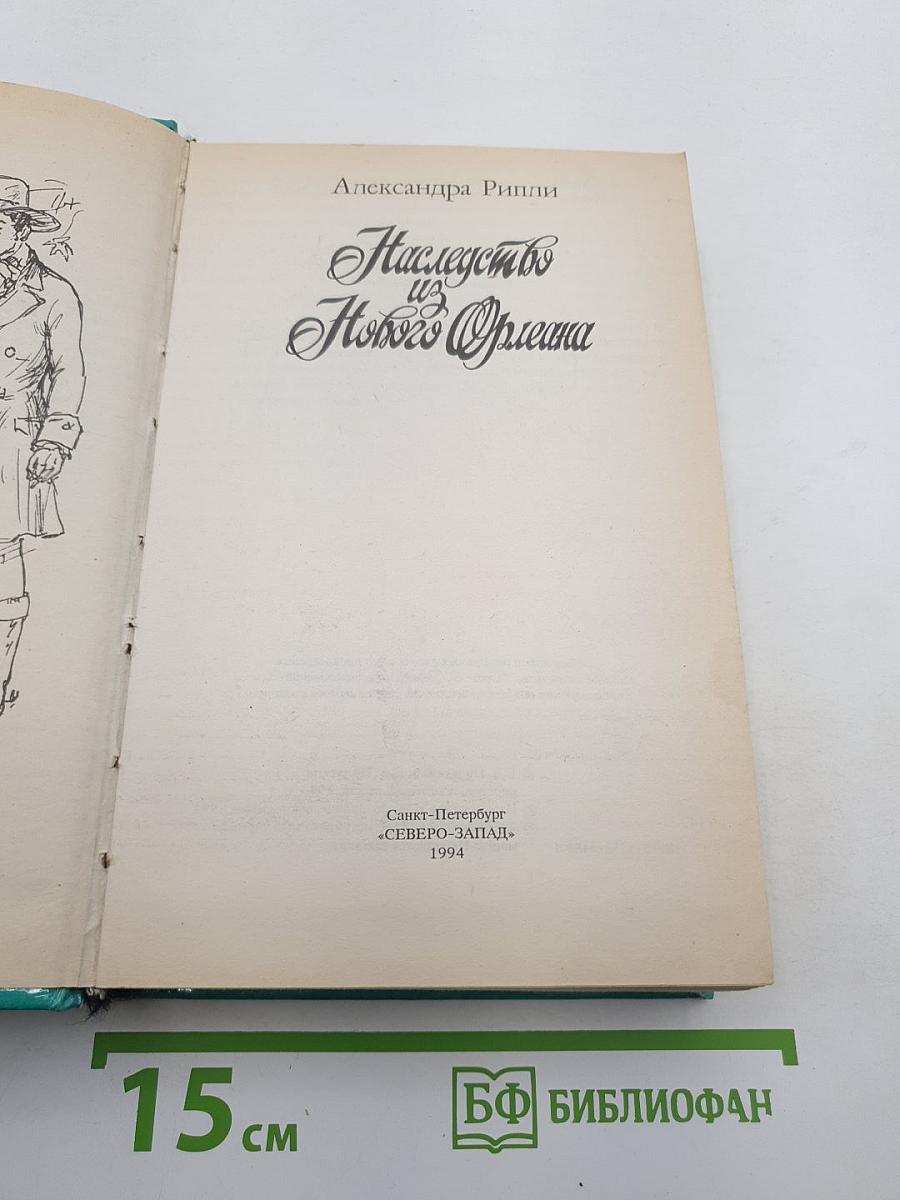 Александра Рипли
Наследство
из
Нового Орлеана
Санкт-Петербург
«СЕВЕРО-ЗАПАД»
1994
15 см
БФ БИБЛИОФАН